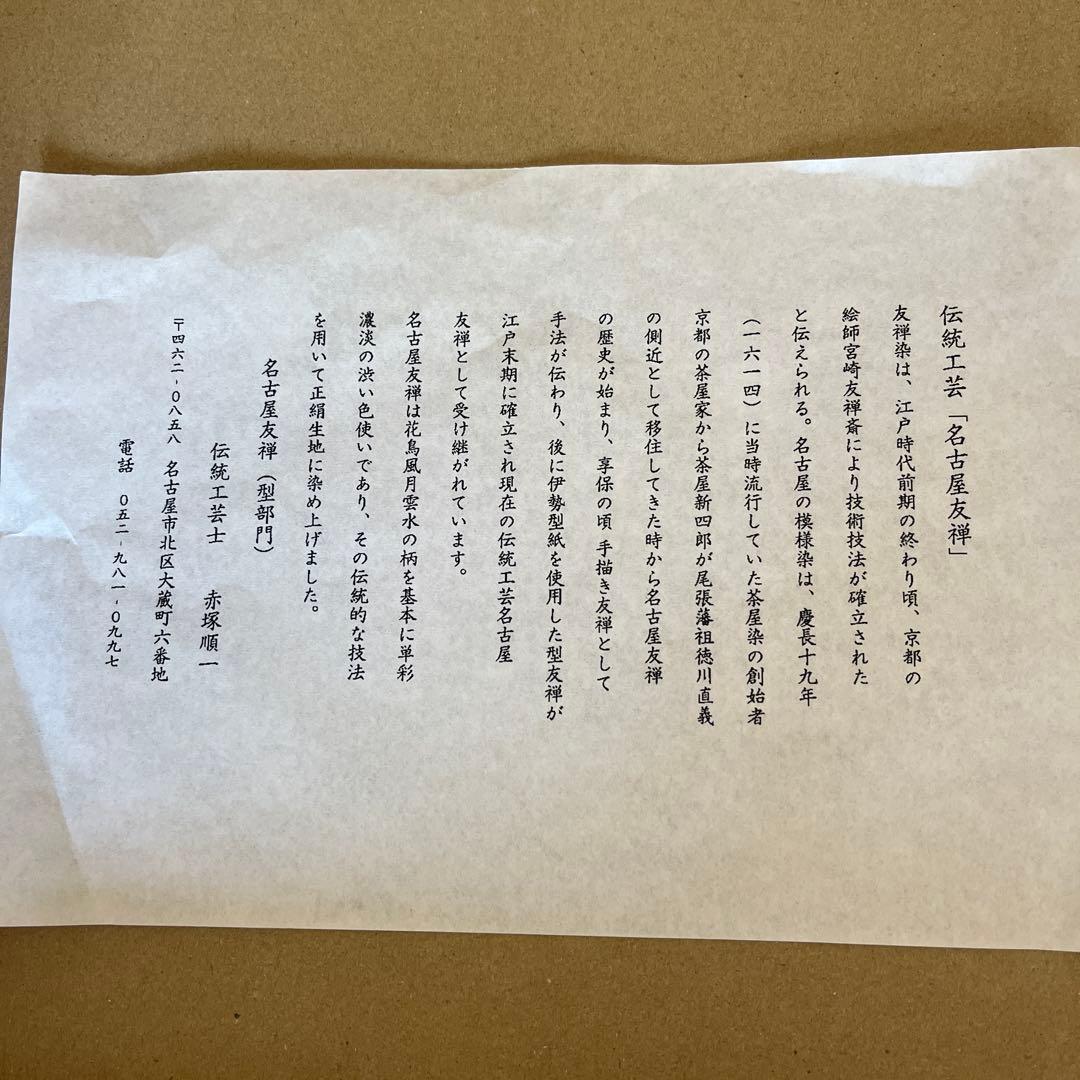 伝統工芸「名古屋友禅」
友禅染は、江戸時代前期の終わり頃、京都の
絵師宮崎友禅斎により技術技法が確立された
と伝えられる。名古屋の模様染は、慶長十九年
(一六一四)に当時流行していた茶屋染の創始者
京都の茶屋家から茶屋新四郎が尾張藩祖徳川直義
の側近として移住してきた時から名古屋友禅
の歴史が始まり、享保の頃 手描き友禅として
手法が伝わり、後に伊勢型紙を使用した型友禅が
江戸末期に確立され現在の伝統工芸名古屋
友禅として受け継がれています。
名古屋友禅は花鳥風月雲水の柄を基本に単彩
濃淡の渋い色使いであり、その伝統的な技法
を用いて正絹生地に染め上げました。
名古屋友禅(型部門)
伝統工芸士 赤塚順一
〒四六二-〇八五八 名古屋市北区大蔵町六番地
電話 〇五二-九八一-〇九九七